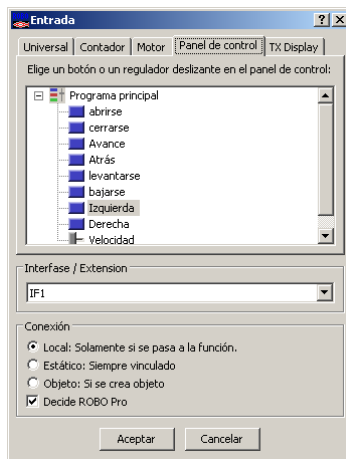 Entrada
Universal Contador Motor Panel de control TX Display
Elige un botón o un regulador deslizante en el panel de control:
Programa principal
abrirse
cerrarse
Avance
Atrás
levantarse
bajarse
Izquierda
Derecha
Velocidad
Interfase / Extension
IF1
Conexión
Local: Solamente si se pasa a la función.
Estático: Siempre vinculado
Objeto: Si se crea objeto
Decide ROBO Pro
Aceptar Cancelar